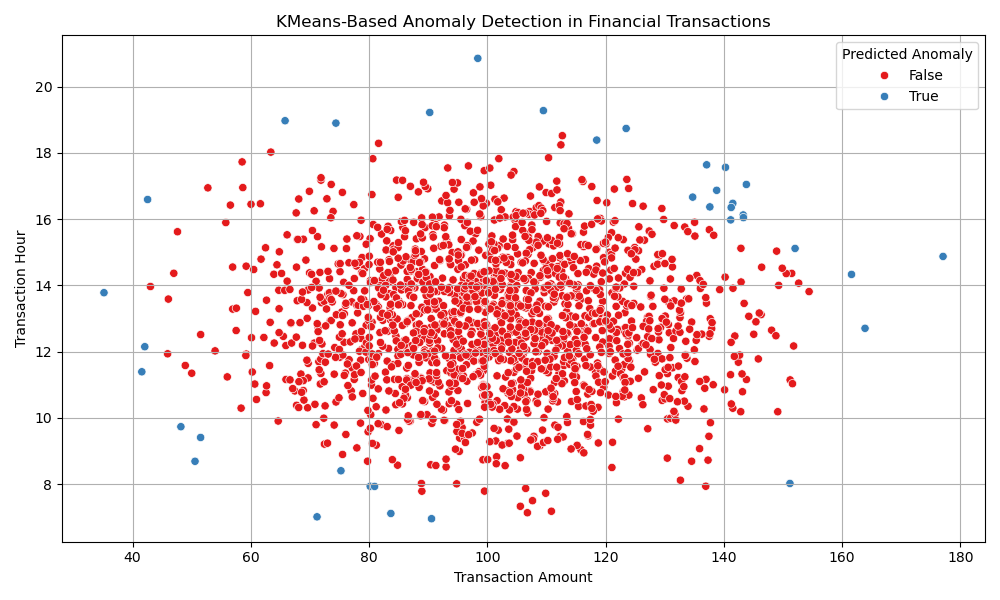 KMeans-Based Anomaly Detection in Financial Transactions
Predicted Anomaly
False
True
Transaction Hour
20
18
16
14
12
10
8
40 60 80 100 120 140 160 180
Transaction Amount